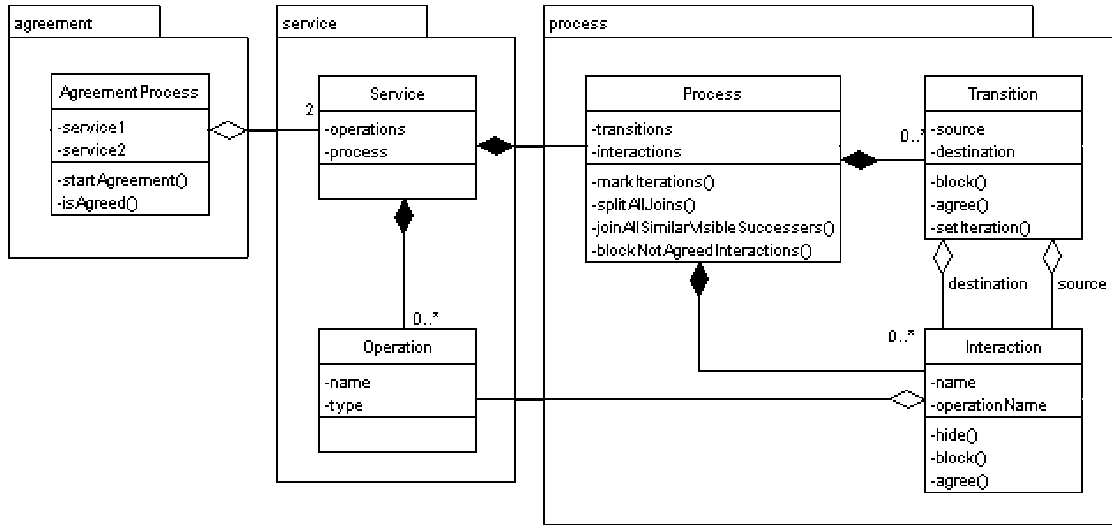 agreement
AgreementProcess
-service1
-service2
-startAgreement()
-isAgreed()
service
2
Service
-operations
-process
0..*
Operation
-name
-type
process
Process
-transitions
-interactions
-markIterations()
-splitAllJoins()
-joinAllSimilarVisibleSuccessers()
-blockNotAgreedInteractions()
0..*
Transition
-source
-destination
-block()
-agree()
-setIteration()
destination
source
0..*
Interaction
-name
-operationName
-hide()
-block()
-agree()